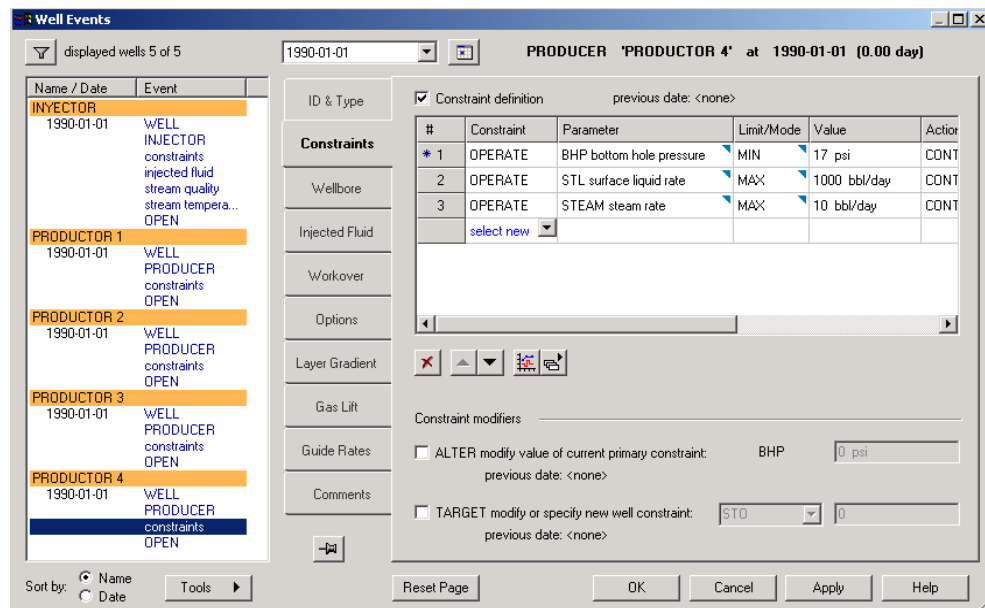 Well Events
displayed wells 5 of 5
1990-01-01
PRODUCER 'PRODUCTOR 4' at 1990-01-01 (0.00 day)
Name / Date Event
INYECTOR
1990-01-01 WELL
INJECTOR
constraints
injected fluid
stream quality
stream tempera...
OPEN
PRODUCTOR 1
1990-01-01 WELL
PRODUCER
constraints
OPEN
PRODUCTOR 2
1990-01-01 WELL
PRODUCER
constraints
OPEN
PRODUCTOR 3
1990-01-01 WELL
PRODUCER
constraints
OPEN
PRODUCTOR 4
1990-01-01 WELL
PRODUCER
constraints
OPEN
Sort by: Name
Date
Tools
ID & Type
Constraints
Wellbore
Injected Fluid
Workover
Options
Layer Gradient
Gas Lift
Guide Rates
Comments
Constraint definition previous date: <none>
# Constraint Parameter Limit/Mode Value Action
* 1 OPERATE BHP bottom hole pressure MIN 17 psi CONT
2 OPERATE STL surface liquid rate MAX 1000 bbl/day CONT
3 OPERATE STEAM steam rate MAX 10 bbl/day CONT
select new
Constraint modifiers
ALTER modify value of current primary constraint: BHP 0 psi
previous date: <none>
TARGET modify or specify new well constraint: STO 0
previous date: <none>
Reset Page OK Cancel Apply Help